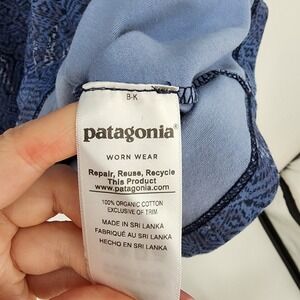 B-K
patagonia®
WORN WEAR
Repair, Reuse, Recycle
This Product
www.patagonia.com
100% ORGANIC COTTON
EXCLUSIVE OF TRIM
MADE IN SRI LANKA
FABRIQUÉ AU SRI LANKA
HECHO EN SRI LANKA